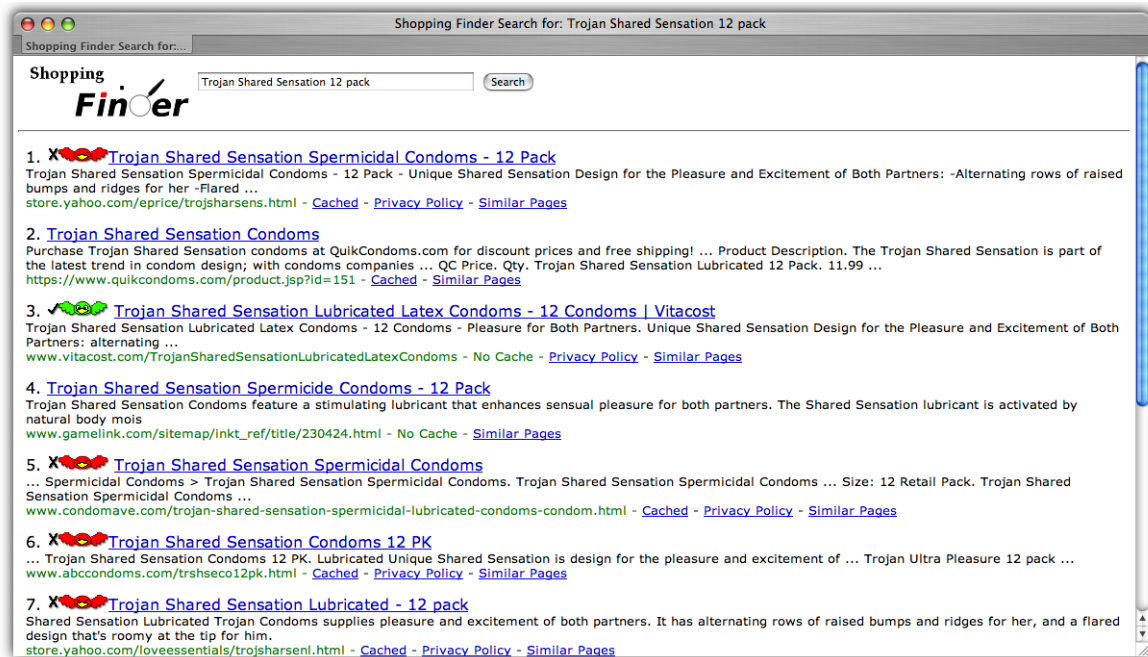 Shopping Finder Search for: Trojan Shared Sensation 12 pack
Shopping Finder Search for:...
Shopping
Finder
Trojan Shared Sensation 12 pack
Search
1. Trojan Shared Sensation Spermicidal Condoms - 12 Pack
Trojan Shared Sensation Spermicidal Condoms - 12 Pack - Unique Shared Sensation Design for the Pleasure and Excitement of Both Partners: -Alternating rows of raised
bumps and ridges for her -Flared ...
store.yahoo.com/eprice/trojsharsens.html - Cached - Privacy Policy - Similar Pages
2. Trojan Shared Sensation Condoms
Purchase Trojan Shared Sensation condoms at QuikCondoms.com for discount prices and free shipping! ... Product Description. The Trojan Shared Sensation is part of
the latest trend in condom design; with condoms companies ... QC Price. Qty. Trojan Shared Sensation Lubricated 12 Pack. 11.99 ...
https://www.quikcondoms.com/product.jsp?id=151 - Cached - Similar Pages
3. Trojan Shared Sensation Lubricated Latex Condoms - 12 Condoms | Vitacost
Trojan Shared Sensation Lubricated Latex Condoms - 12 Condoms - Pleasure for Both Partners. Unique Shared Sensation Design for the Pleasure and Excitement of Both
Partners: alternating ...
www.vitacost.com/TrojanSharedSensationLubricatedLatexCondoms - No Cache - Privacy Policy - Similar Pages
4. Trojan Shared Sensation Spermicide Condoms - 12 Pack
Trojan Shared Sensation Condoms feature a stimulating lubricant that enhances sensual pleasure for both partners. The Shared Sensation lubricant is activated by
natural body mois
www.gamelink.com/sitemap/inkt_ref/title/230424.html - No Cache - Similar Pages
5. Trojan Shared Sensation Spermicidal Condoms
... Spermicidal Condoms > Trojan Shared Sensation Spermicidal Condoms. Trojan Shared Sensation Spermicidal Condoms ... Size: 12 Retail Pack. Trojan Shared
Sensation Spermicidal Condoms ...
www.condomave.com/trojan-shared-sensation-spermicidal-lubricated-condoms-condom.html - Cached - Privacy Policy - Similar Pages
6. Trojan Shared Sensation Condoms 12 PK
... Trojan Shared Sensation Condoms 12 PK. Lubricated Unique Shared Sensation is design for the pleasure and excitement of ... Trojan Ultra Pleasure 12 pack ...
www.abccondoms.com/trshseco12pk.html - Cached - Privacy Policy - Similar Pages
7. Trojan Shared Sensation Lubricated - 12 pack
Shared Sensation Lubricated Trojan Condoms supplies pleasure and excitement of both partners. It has alternating rows of raised bumps and ridges for her, and a flared
design that's roomy at the tip for him.
store.yahoo.com/loveessentials/trojsharsenl.html - Cached - Privacy Policy - Similar Pages